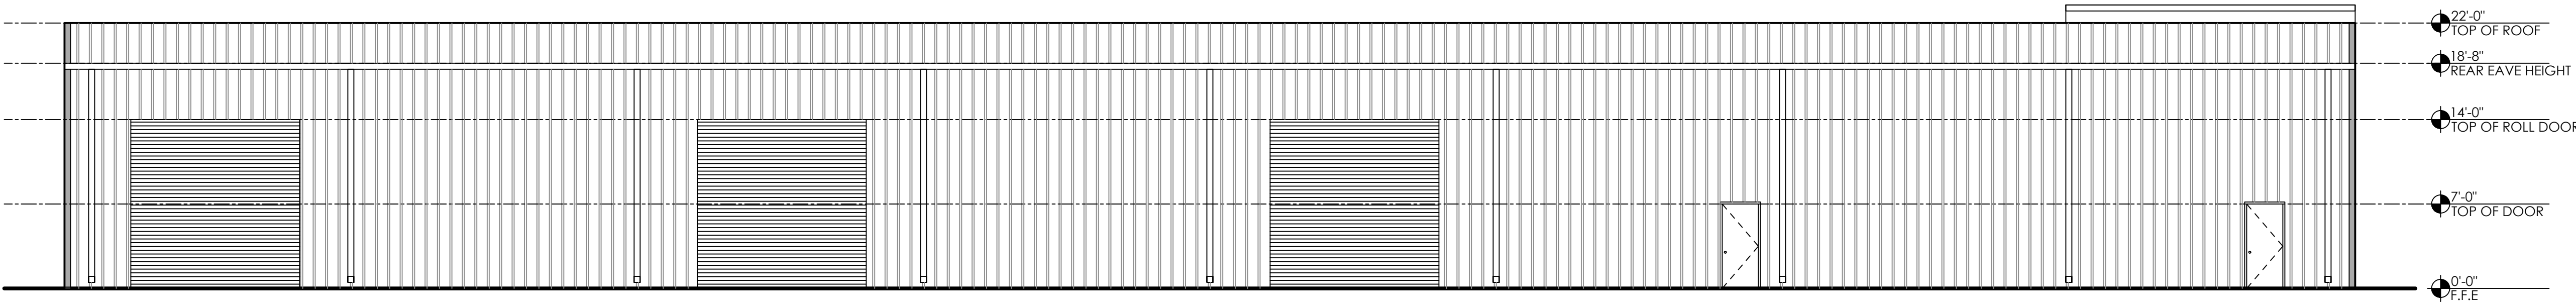 22'-0"
TOP OF ROOF
18'-8"
REAR EAVE HEIGHT
14'-0"
TOP OF ROLL DOOR
7'-0"
TOP OF DOOR
0'-0"
F.F.E